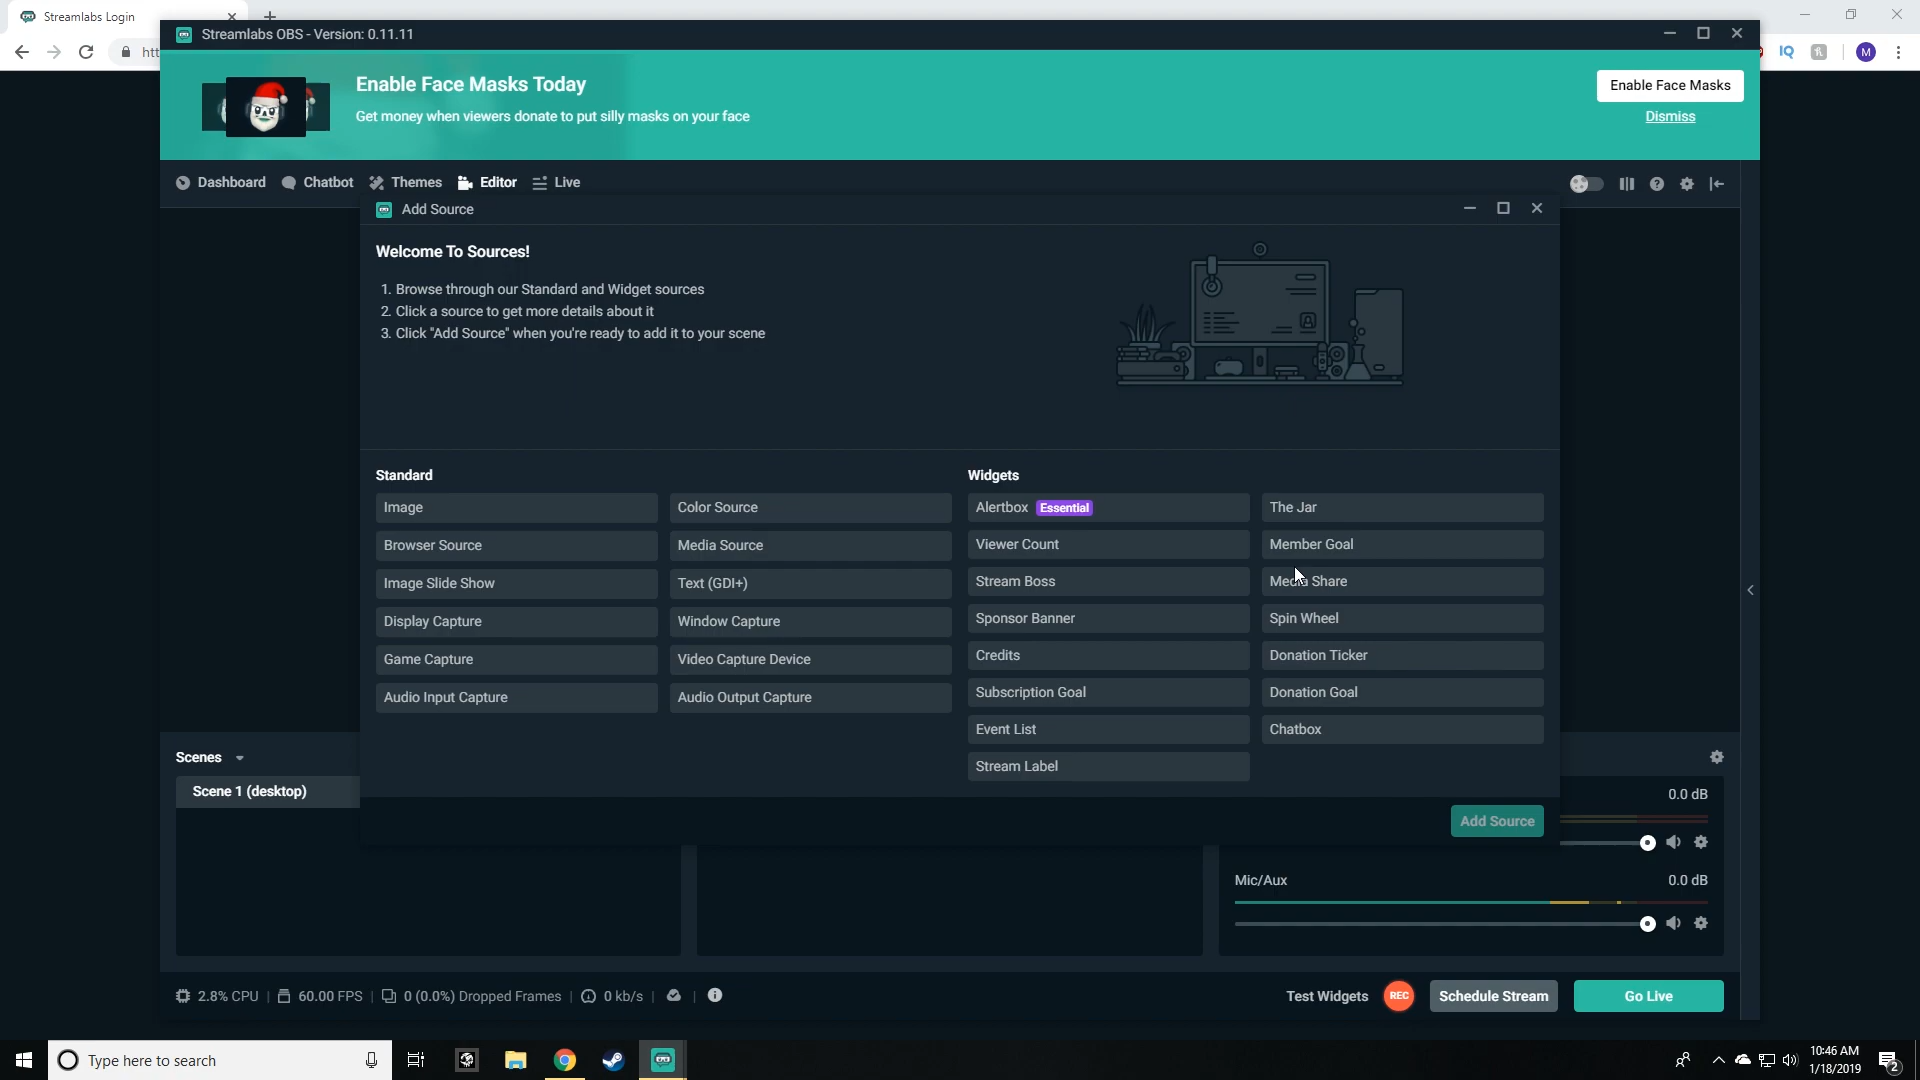 Streamlabs Login
Streamlabs OBS - Version: 0.11.11
htt
IQ
M
Enable Face Masks Today
Get money when viewers donate to put silly masks on your face
Enable Face Masks
Dismiss
Dashboard Chatbot Themes Editor Live
Add Source
Welcome To Sources!
1. Browse through our Standard and Widget sources
2. Click a source to get more details about it
3. Click "Add Source" when you're ready to add it to your scene
Standard
Image Color Source
Browser Source Media Source
Image Slide Show Text (GDI+)
Display Capture Window Capture
Game Capture Video Capture Device
Audio Input Capture Audio Output Capture
Widgets
Alertbox Essential The Jar
Viewer Count Member Goal
Stream Boss Media Share
Sponsor Banner Spin Wheel
Credits Donation Ticker
Subscription Goal Donation Goal
Event List Chatbox
Stream Label
Add Source
Scenes
Scene 1 (desktop)
0.0 dB
Mic/Aux 0.0 dB
2.8% CPU 60.00 FPS 0 (0.0%) Dropped Frames 0 kb/s
Test Widgets REC Schedule Stream Go Live
Type here to search
10:46 AM
1/18/2019
2